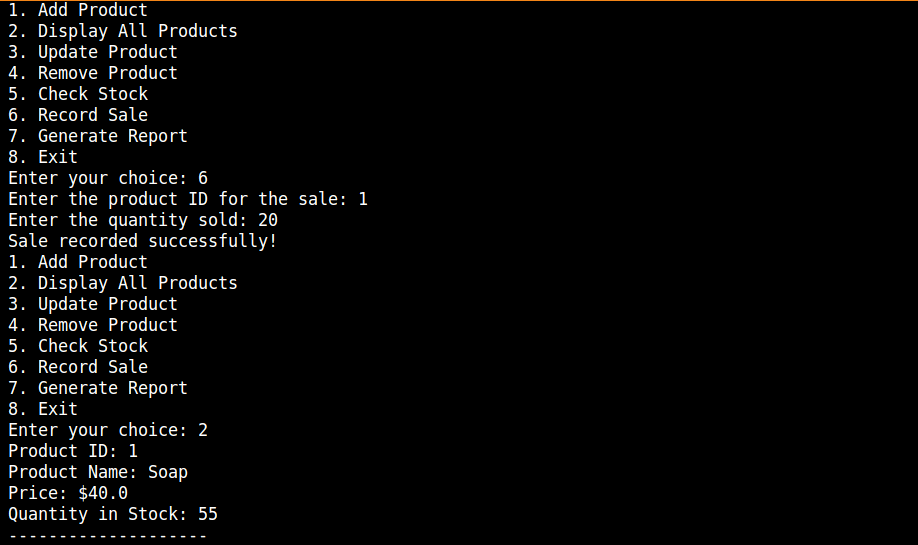 1. Add Product
2. Display All Products
3. Update Product
4. Remove Product
5. Check Stock
6. Record Sale
7. Generate Report
8. Exit
Enter your choice: 6
Enter the product ID for the sale: 1
Enter the quantity sold: 20
Sale recorded successfully!
1. Add Product
2. Display All Products
3. Update Product
4. Remove Product
5. Check Stock
6. Record Sale
7. Generate Report
8. Exit
Enter your choice: 2
Product ID: 1
Product Name: Soap
Price: $40.0
Quantity in Stock: 55
--------------------